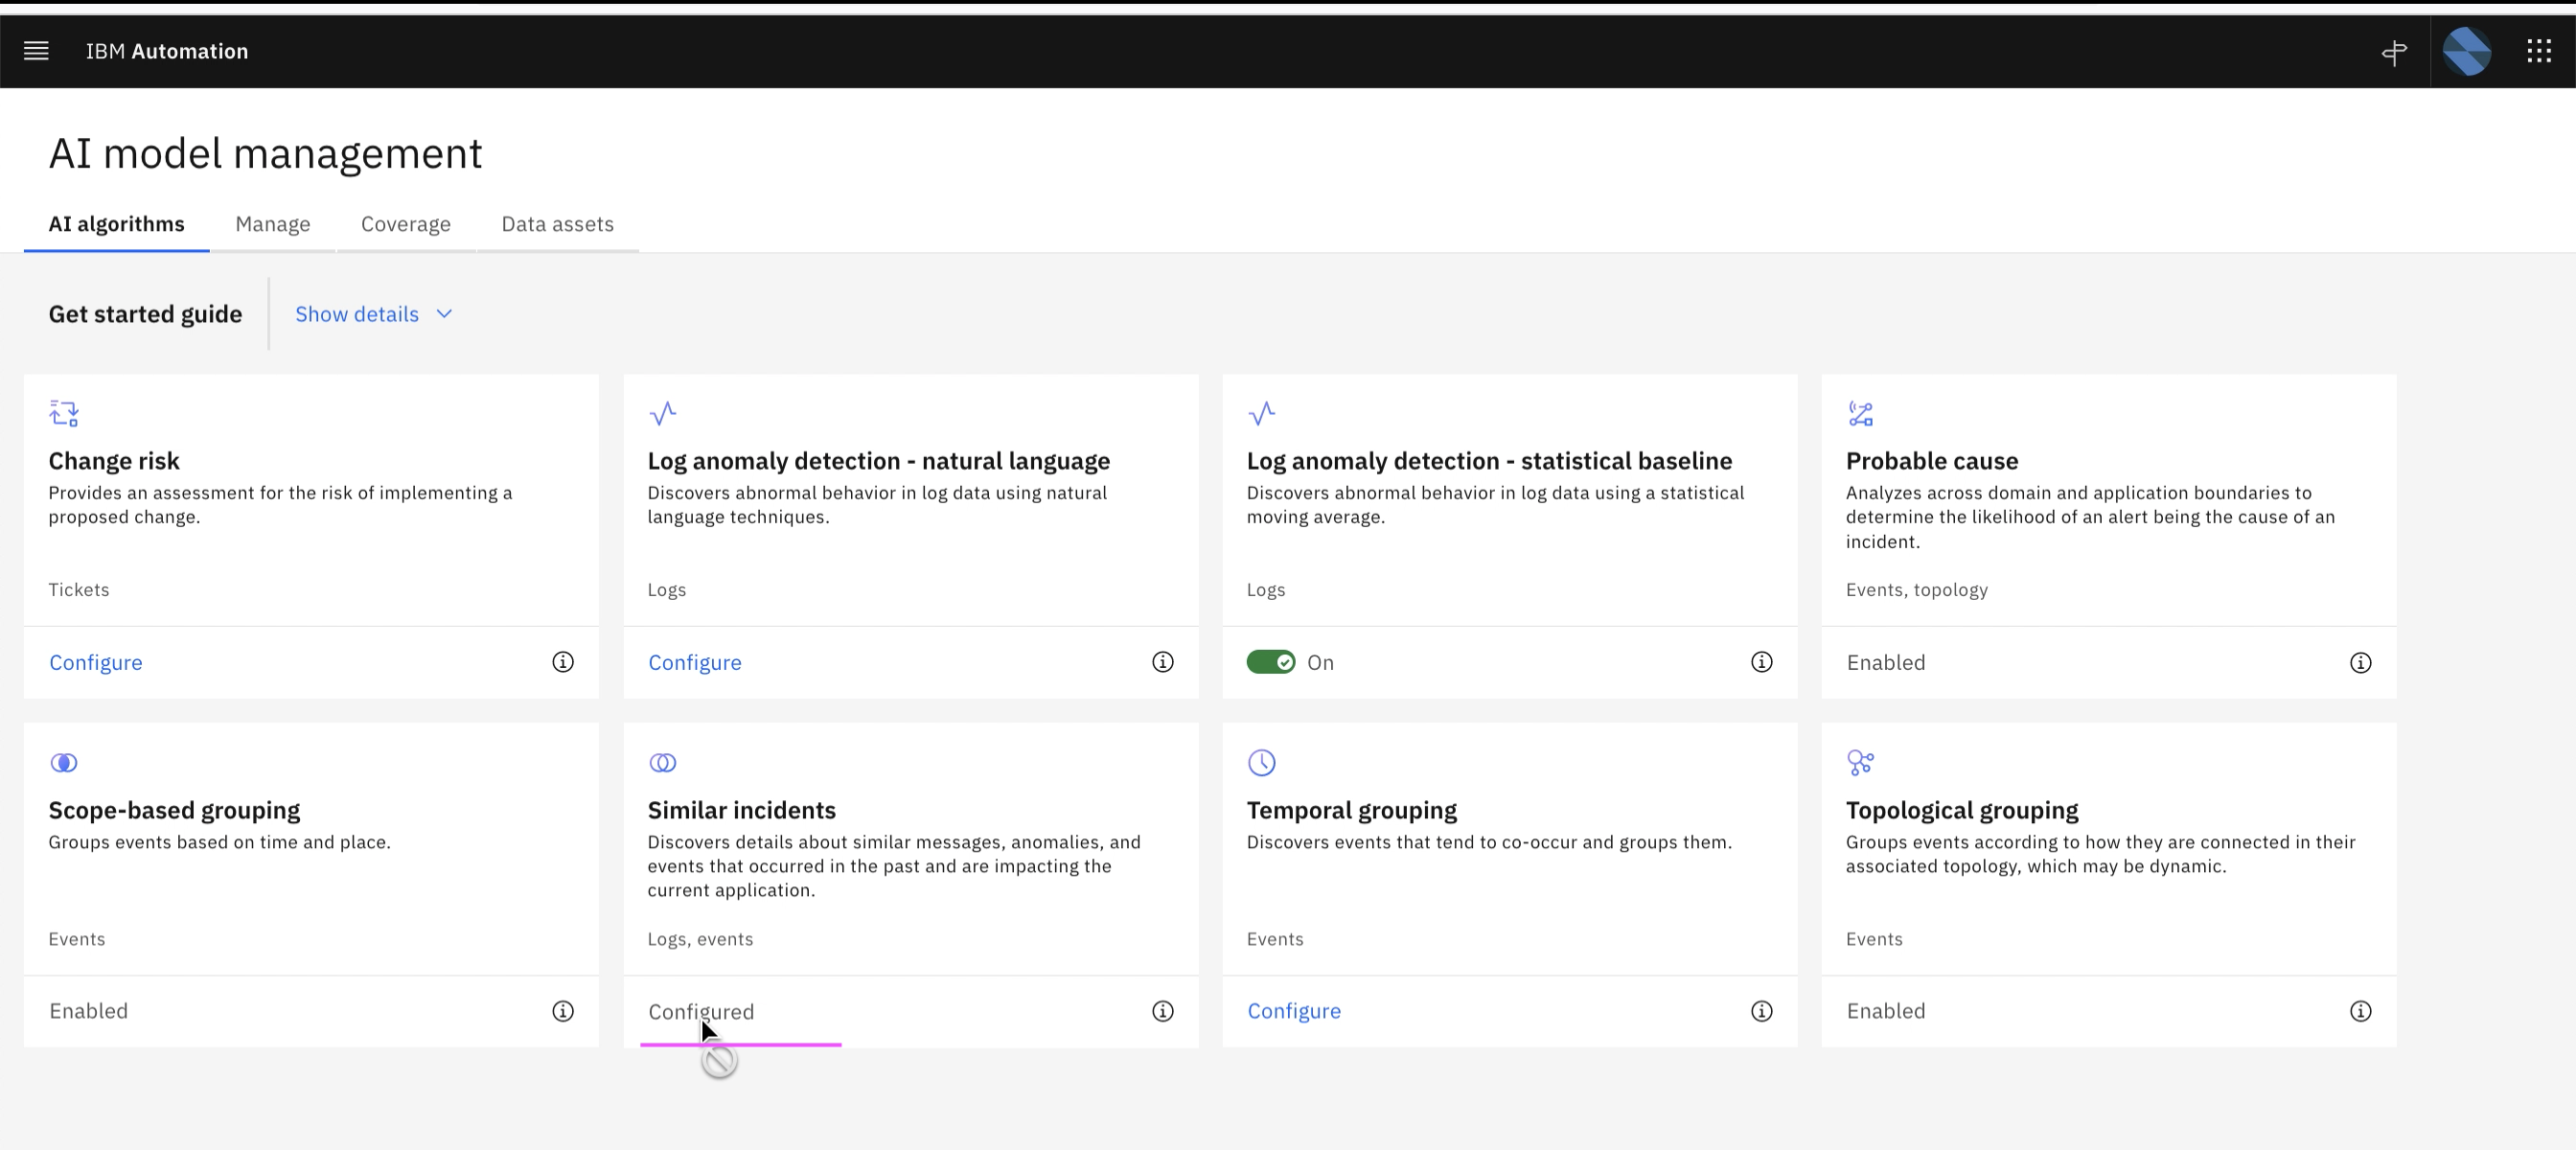 IBM Automation
AI model management
AI algorithms Manage Coverage Data assets
Get started guide Show details
Change risk
Provides an assessment for the risk of implementing a
proposed change.
Tickets
Configure
Log anomaly detection - natural language
Discovers abnormal behavior in log data using natural
language techniques.
Logs
Configure
Log anomaly detection - statistical baseline
Discovers abnormal behavior in log data using a statistical
moving average.
Logs
On
Probable cause
Analyzes across domain and application boundaries to
determine the likelihood of an alert being the cause of an
incident.
Events, topology
Enabled
Scope-based grouping
Groups events based on time and place.
Events
Enabled
Similar incidents
Discovers details about similar messages, anomalies, and
events that occurred in the past and are impacting the
current application.
Logs, events
Configured
Temporal grouping
Discovers events that tend to co-occur and groups them.
Events
Configure
Topological grouping
Groups events according to how they are connected in their
associated topology, which may be dynamic.
Events
Enabled